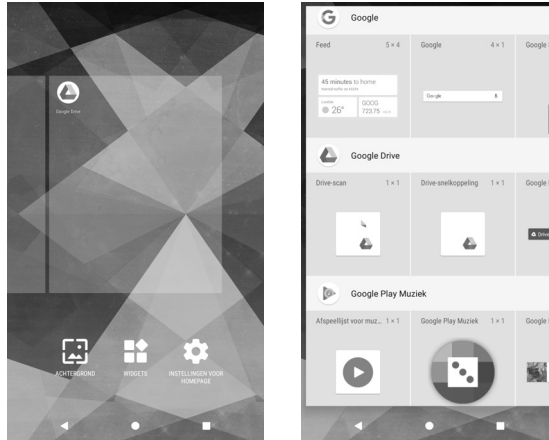 Google Drive
ACHTERGROND
WIDGETS
INSTELLINGEN VOOR
HOMEPAGE
Google
Feed 5 × 4
Google 4 × 1
Google
45 minutes to home
26°
GOOG
723.75
Google
Google Drive
Drive-scan 1 × 1
Drive-snelkoppeling 1 × 1
Google
Drive
Google Play Muziek
Afspeellijst voor muz... 1 × 1
Google Play Muziek 1 × 1
Google